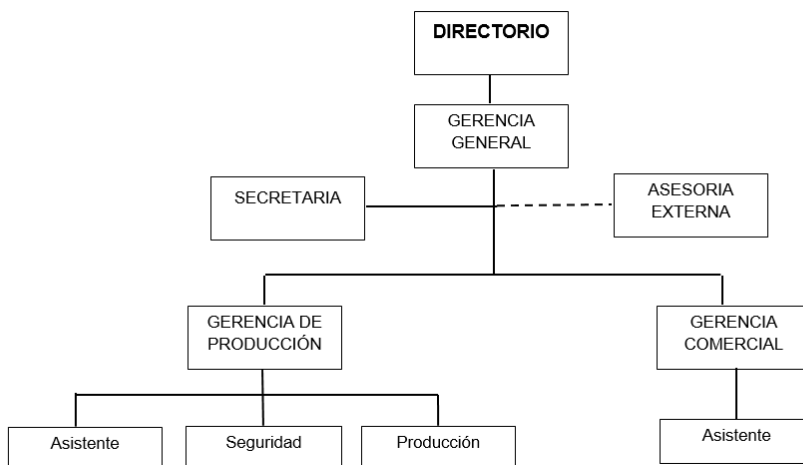 DIRECTORIO
GERENCIA
GENERAL
SECRETARIA
ASESORIA
EXTERNA
GERENCIA DE
PRODUCCIÓN
GERENCIA
COMERCIAL
Asistente
Seguridad
Producción
Asistente